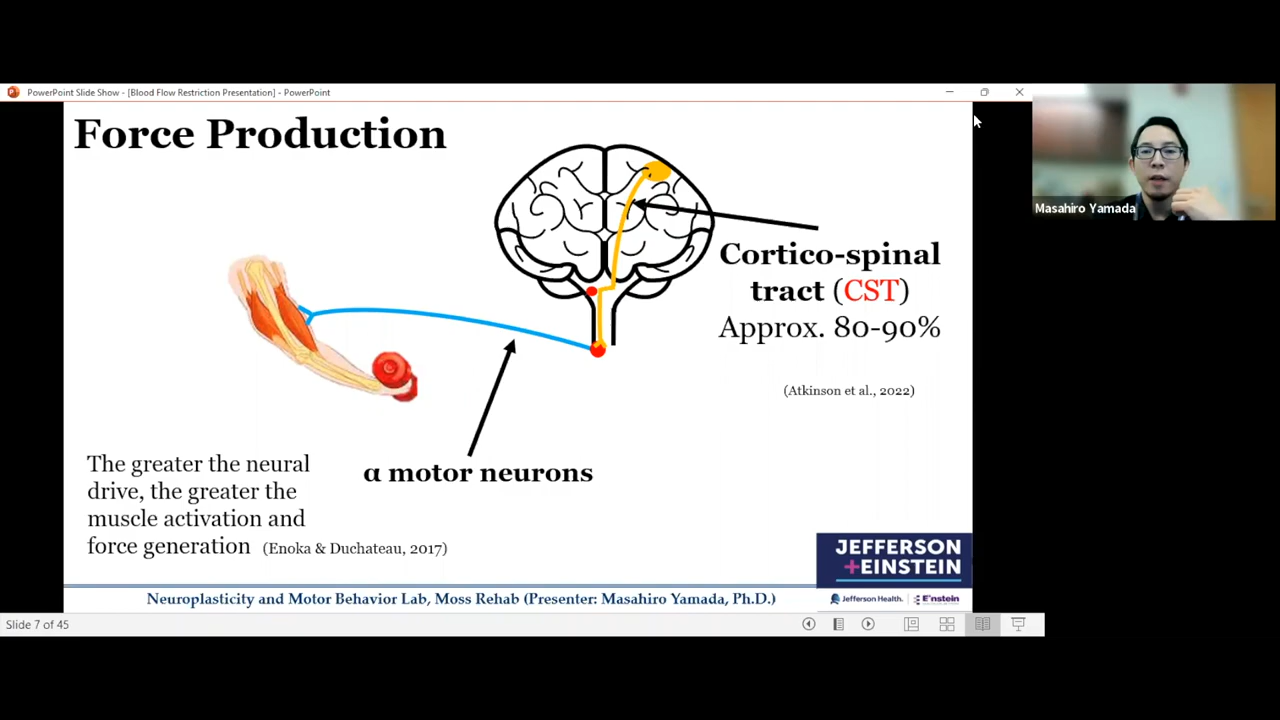 PowerPoint Slide Show - [Blood Flow Restriction Presentation] - PowerPoint
Force Production
Masahiro Yamada
Cortico-spinal
tract (CST)
Approx. 80-90%
(Atkinson et al., 2022)
α motor neurons
The greater the neural
drive, the greater the
muscle activation and
force generation (Enoka & Duchateau, 2017)
JEFFERSON
+EINSTEIN
Neuroplasticity and Motor Behavior Lab, Moss Rehab (Presenter: Masahiro Yamada, Ph.D.)
Jefferson Health. Einstein
Slide 7 of 45